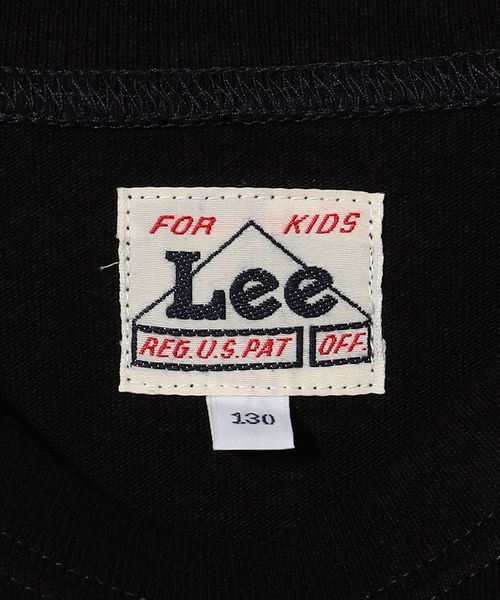 FOR KIDS
Lee
REG.U.S.PAT OFF.
130